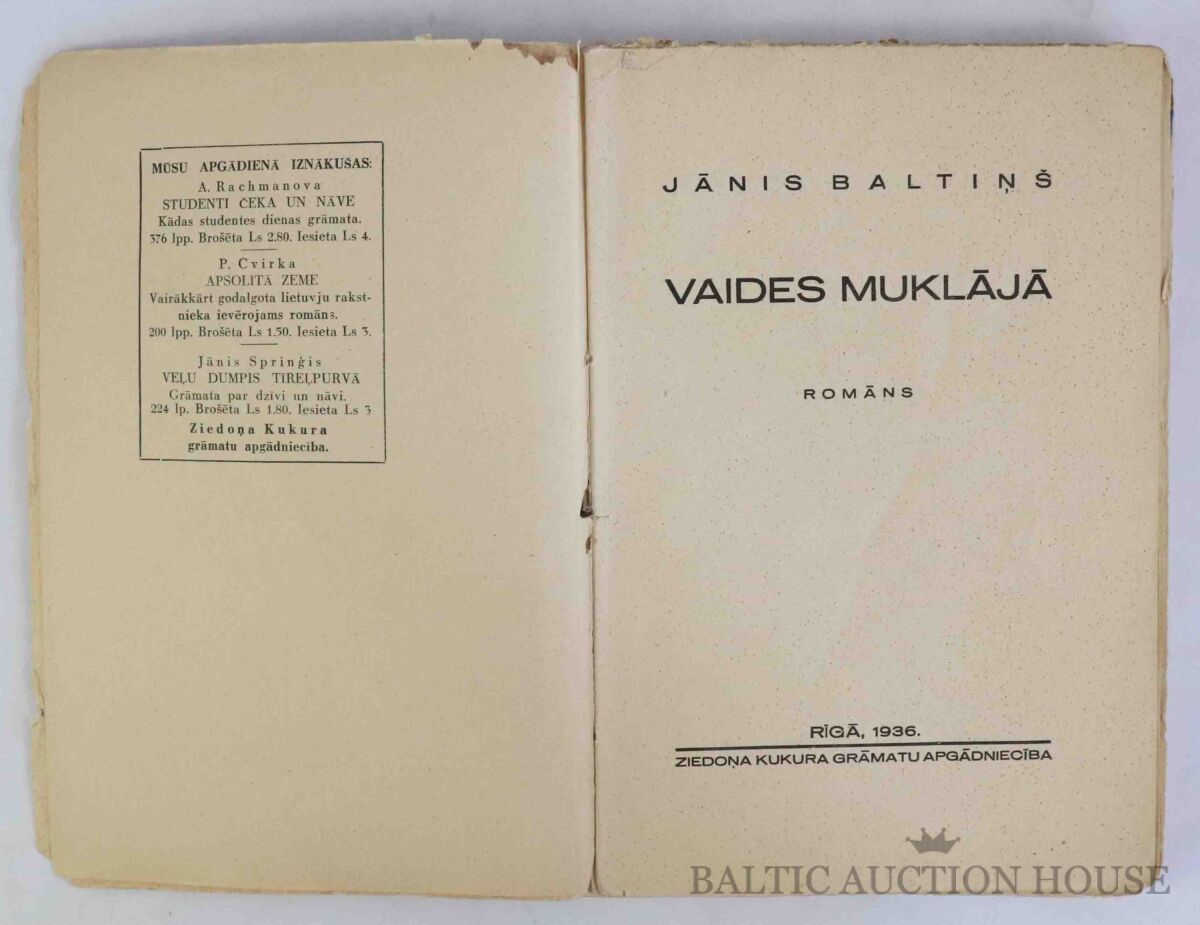 MŪSU APGĀDIENĀ IZNĀKUŠAS:
A. Rachmanova
STUDENTI ČEKA UN NĀVE
Kādas studentes dienas grāmata.
376 lpp. Brošēta Ls 2.80. Iesieta Ls 4.
P. Cvirka
APSOLĪTĀ ZEME
Vairākkārt godalgota lietuvju rakst-
nieka ievērojams romāns.
200 lpp. Brošēta Ls 1.50. Iesieta Ls 3.
Jānis Spriņģis
VEĻU DUMPIS TĪREĻPURVĀ
Grāmata par dzīvi un nāvi.
224 lp. Brošēta Ls 1.80. Iesieta Ls 3
Ziedoņa Kukura
grāmatu apgādniecība.
JĀNIS BALTIŅŠ
VAIDES MUKLĀJĀ
ROMĀNS
RĪGĀ, 1936.
ZIEDOŅA KUKURA GRĀMATU APGĀDNIECĪBA
BALTIC AUCTION HOUSE